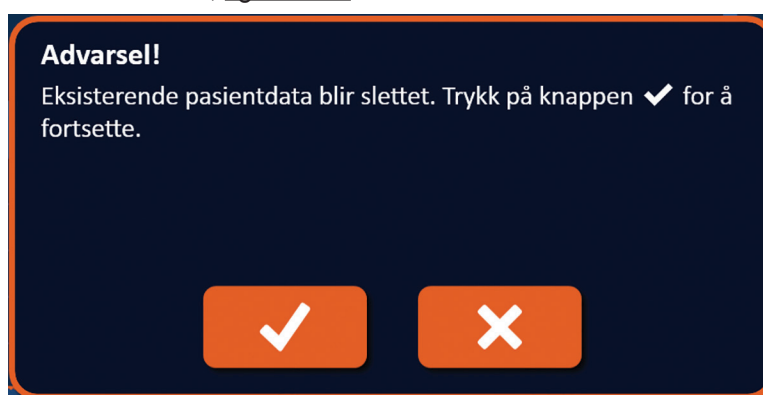 Advarsel!
Eksisterende pasientdata blir slettet. Trykk på knappen ✔ for å
fortsette.